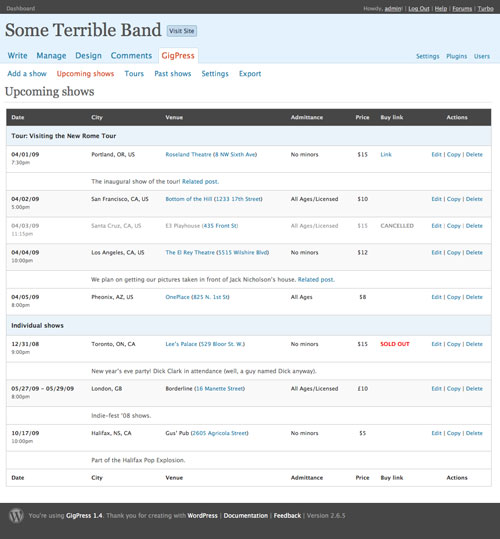 Dashboard
Howdy, admin! | Log Out | Help | Forums | Turbo
Some Terrible Band Visit Site
Write Manage Design Comments GigPress Settings Plugins Users
Add a show Upcoming shows Tours Past shows Settings Export
Upcoming shows
Date City Venue Admittance Price Buy link Actions
Tour: Visiting the New Rome Tour
04/01/09 Portland, OR, US Roseland Theatre (8 NW Sixth Ave) No minors $15 Link Edit | Copy | Delete
7:30pm
The inaugural show of the tour! Related post.
04/02/09 San Francisco, CA, US Bottom of the Hill (1233 17th Street) All Ages/Licensed $10 Edit | Copy | Delete
5:00pm
04/03/09 Santa Cruz, CA, US E3 Playhouse (435 Front St) All Ages/Licensed $15 CANCELLED Edit | Copy | Delete
11:15pm
04/04/09 Los Angeles, CA, US The El Rey Theatre (5515 Wilshire Blvd) No minors $12 Edit | Copy | Delete
10:00pm
We plan on getting our pictures taken in front of Jack Nicholson's house. Related post.
04/05/09 Pheonix, AZ, US OnePlace (825 N. 1st St) All Ages $8 Edit | Copy | Delete
8:00pm
Individual shows
12/31/08 Toronto, ON, CA Lee's Palace (529 Bloor St. W.) No minors $15 SOLD OUT Edit | Copy | Delete
9:00pm
New year's eve party! Dick Clark in attendance (well, a guy named Dick anyway).
05/27/09 - 05/29/09 London, GB Borderline (16 Manette Street) All Ages/Licensed £10 Edit | Copy | Delete
8:00pm
Indie-fest '08 shows.
10/17/09 Halifax, NS, CA Gus' Pub (2605 Agricola Street) No minors $5 Edit | Copy | Delete
10:00pm
Part of the Halifax Pop Explosion.
Date City Venue Admittance Price Buy link Actions
You're using GigPress 1.4. Thank you for creating with WordPress | Documentation | Feedback | Version 2.6.5